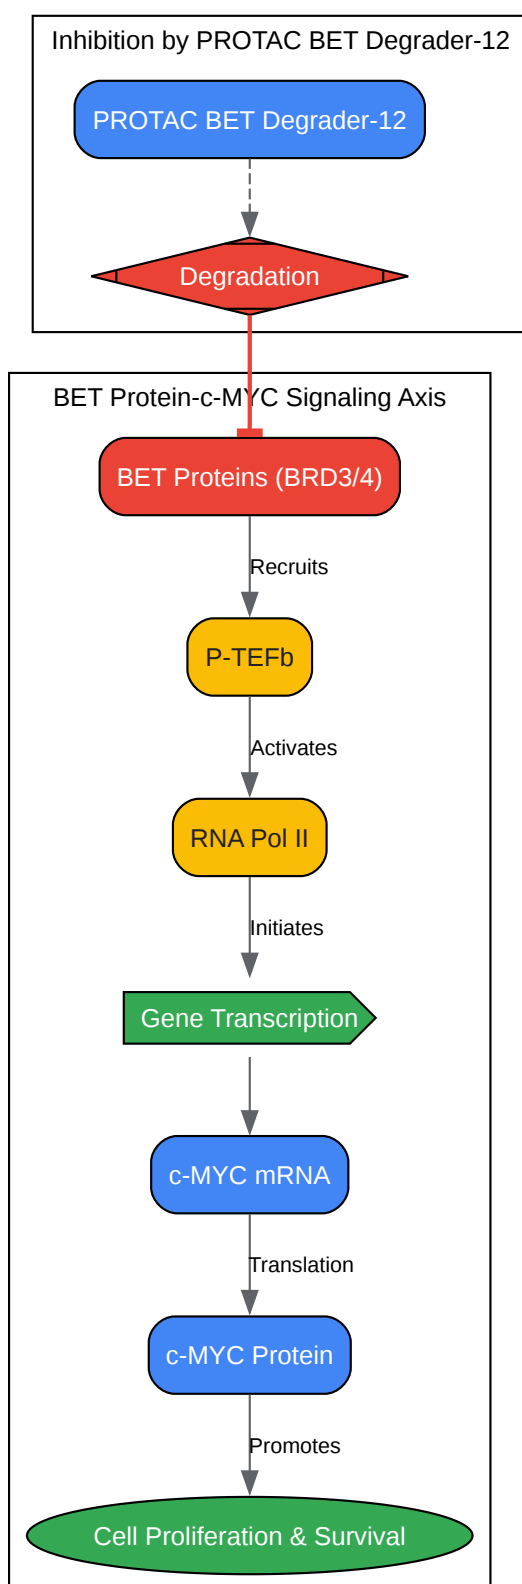 Inhibition by PROTAC BET Degrader-12
PROTAC BET Degrader-12
Degradation
BET Protein-c-MYC Signaling Axis
BET Proteins (BRD3/4)
Recruits
P-TEFb
Activates
RNA Pol II
Initiates
Gene Transcription
c-MYC mRNA
Translation
c-MYC Protein
Promotes
Cell Proliferation & Survival